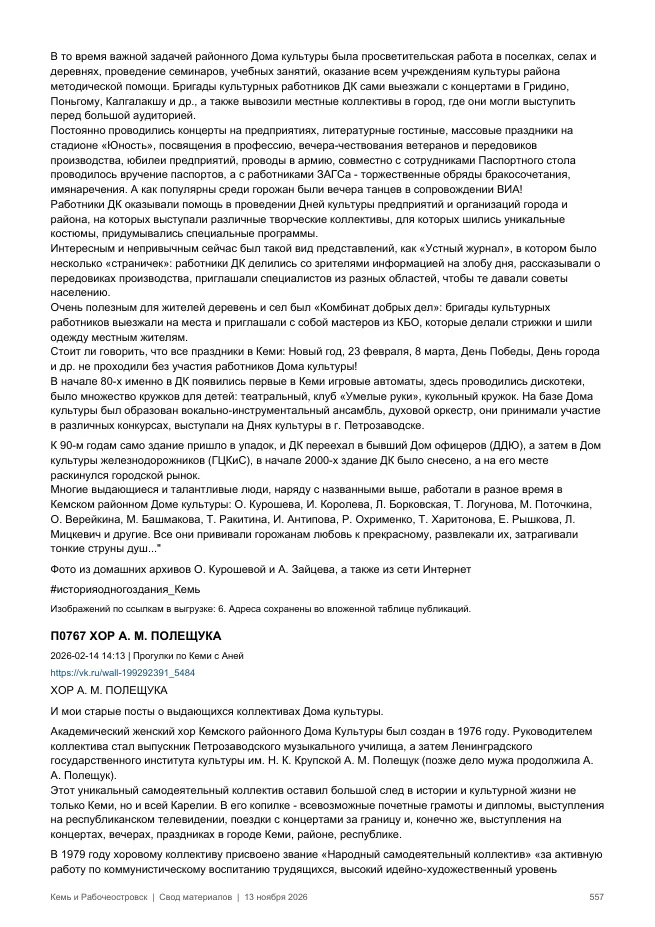 В то время важной задачей районного Дома культуры была просветительская работа в поселках, селах и
деревнях, проведение семинаров, учебных занятий, оказание всем учреждениям культуры района
методической помощи. Бригады культурных работников ДК сами выезжали с концертами в Гридино,
Поньгому, Калгалакшу и др., а также вывозили местные коллективы в город, где они могли выступить
перед большой аудиторией.
Постоянно проводились концерты на предприятиях, литературные гостиные, массовые праздники на
стадионе «Юность», посвящения в профессию, вечера-чествования ветеранов и передовиков
производства, юбилеи предприятий, проводы в армию, совместно с сотрудниками Паспортного стола
проводилось вручение паспортов, а с работниками ЗАГСа - торжественные обряды бракосочетания,
имянаречения. А как популярны среди горожан были вечера танцев в сопровождении ВИА!
Работники ДК оказывали помощь в проведении Дней культуры предприятий и организаций города и
района, на которых выступали различные творческие коллективы, для которых шились уникальные
костюмы, придумывались специальные программы.
Интересным и непривычным сейчас был такой вид представлений, как «Устный журнал», в котором было
несколько «страничек»: работники ДК делились со зрителями информацией на злобу дня, рассказывали о
передовиках производства, приглашали специалистов из разных областей, чтобы те давали советы
населению.
Очень полезным для жителей деревень и сел был «Комбинат добрых дел»: бригады культурных
работников выезжали на места и приглашали с собой мастеров из КБО, которые делали стрижки и шили
одежду местным жителям.
Стоит ли говорить, что все праздники в Кеми: Новый год, 23 февраля, 8 марта, День Победы, День города
и др. не проходили без участия работников Дома культуры!
В начале 80-х именно в ДК появились первые в Кеми игровые автоматы, здесь проводились дискотеки,
было множество кружков для детей: театральный, клуб «Умелые руки», кукольный кружок. На базе Дома
культуры был образован вокально-инструментальный ансамбль, духовой оркестр, они принимали участие
в различных конкурсах, выступали на Днях культуры в г. Петрозаводске.
К 90-м годам само здание пришло в упадок, и ДК переехал в бывший Дом офицеров (ДДЮ), а затем в Дом
культуры железнодорожников (ГЦКиС), в начале 2000-х здание ДК было снесено, а на его месте
раскинулся городской рынок.
Многие выдающиеся и талантливые люди, наряду с названными выше, работали в разное время в
Кемском районном Доме культуры: О. Курошева, И. Королева, Л. Борковская, Т. Логунова, М. Поточкина,
О. Верейкина, М. Башмакова, Т. Ракитина, И. Антипова, Р. Охрименко, Т. Харитонова, Е. Рышкова, Л.
Мицкевич и другие. Все они прививали горожанам любовь к прекрасному, развлекали их, затрагивали
тонкие струны душ..."
Фото из домашних архивов О. Курошевой и А. Зайцева, а также из сети Интернет
#историяодногоздания_Кемь
Изображений по ссылкам в выгрузке: 6. Адреса сохранены во вложенной таблице публикаций.
П0767 ХОР А. М. ПОЛЕЩУКА
2026-02-14 14:13 | Прогулки по Кеми с Аней
https://vk.ru/wall-199292391_5484
ХОР А. М. ПОЛЕЩУКА
И мои старые посты о выдающихся коллективах Дома культуры.
Академический женский хор Кемского районного Дома Культуры был создан в 1976 году. Руководителем
коллектива стал выпускник Петрозаводского музыкального училища, а затем Ленинградского
государственного института культуры им. Н. К. Крупской А. М. Полещук (позже дело мужа продолжила А.
А. Полещук).
Этот уникальный самодеятельный коллектив оставил большой след в истории и культурной жизни не
только Кеми, но и всей Карелии. В его копилке - всевозможные почетные грамоты и дипломы, выступления
на республиканском телевидении, поездки с концертами за границу и, конечно же, выступления на
концертах, вечерах, праздниках в городе Кеми, районе, республике.
В 1979 году хоровому коллективу присвоено звание «Народный самодеятельный коллектив» «за активную
работу по коммунистическому воспитанию трудящихся, высокий идейно-художественный уровень
Кемь и Рабочеостровск | Свод материалов | 13 ноября 2026
557